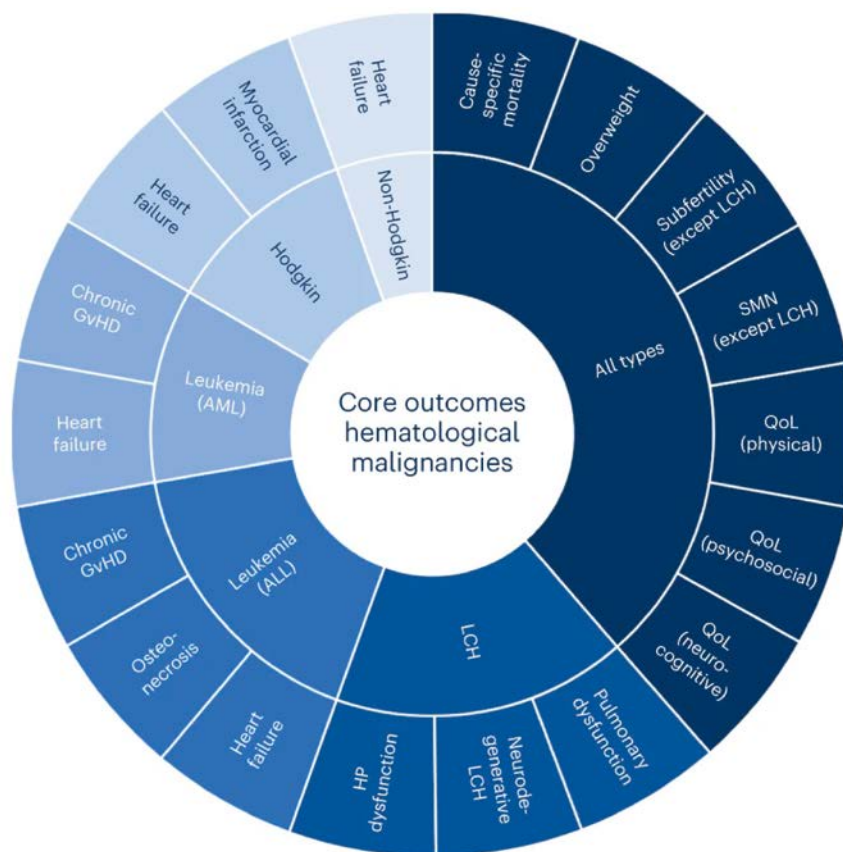 Core outcomes
hematological
malignancies
All types
Cause-
specific
mortality
Overweight
Subfertility
(except LCH)
SMN
(except LCH)
QoL
(physical)
QoL
(psychosocial)
QoL
(neuro-
cognitive)
LCH
Pulmonary
dysfunction
Neurode-
generative
LCH
HP
dysfunction
Leukemia
(ALL)
Heart
failure
Osteo-
necrosis
Chronic
GvHD
Leukemia
(AML)
Heart
failure
Chronic
GvHD
Hodgkin
Heart
failure
Myocardial
infarction
Non-Hodgkin
Heart
failure